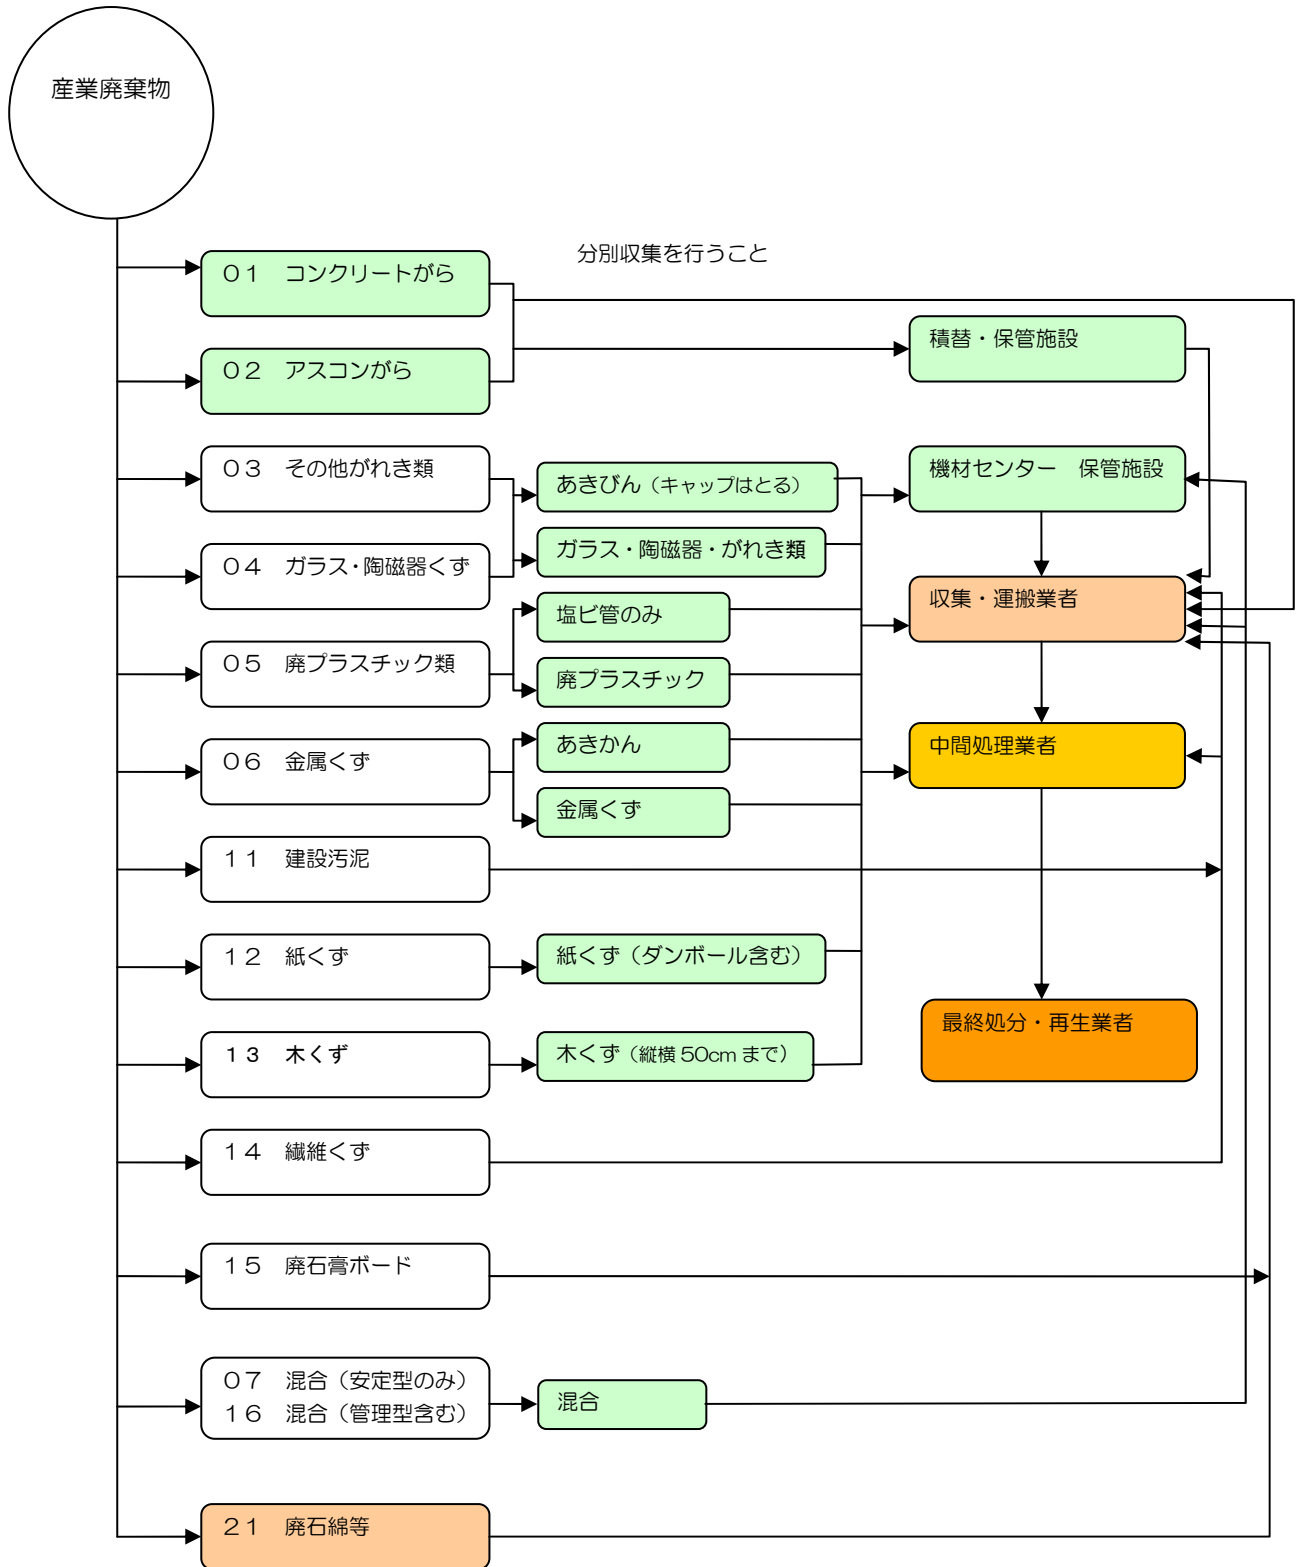 産業廃棄物
分別収集を行うこと
０１　コンクリートがら
積替・保管施設
０２　アスコンがら
０３　その他がれき類
あきびん（キャップはとる）
機材センター　保管施設
ガラス・陶磁器・がれき類
０４　ガラス・陶磁器くず
収集・運搬業者
塩ビ管のみ
０５　廃プラスチック類
廃プラスチック
あきかん
中間処理業者
０６　金属くず
金属くず
１１　建設汚泥
１２　紙くず
紙くず（ダンボール含む）
最終処分・再生業者
１３　木くず
木くず（縦横 50cm まで）
１４　繊維くず
１５　廃石膏ボード
０７　混合（安定型のみ）
１６　混合（管理型含む）
混合
２１　廃石綿等